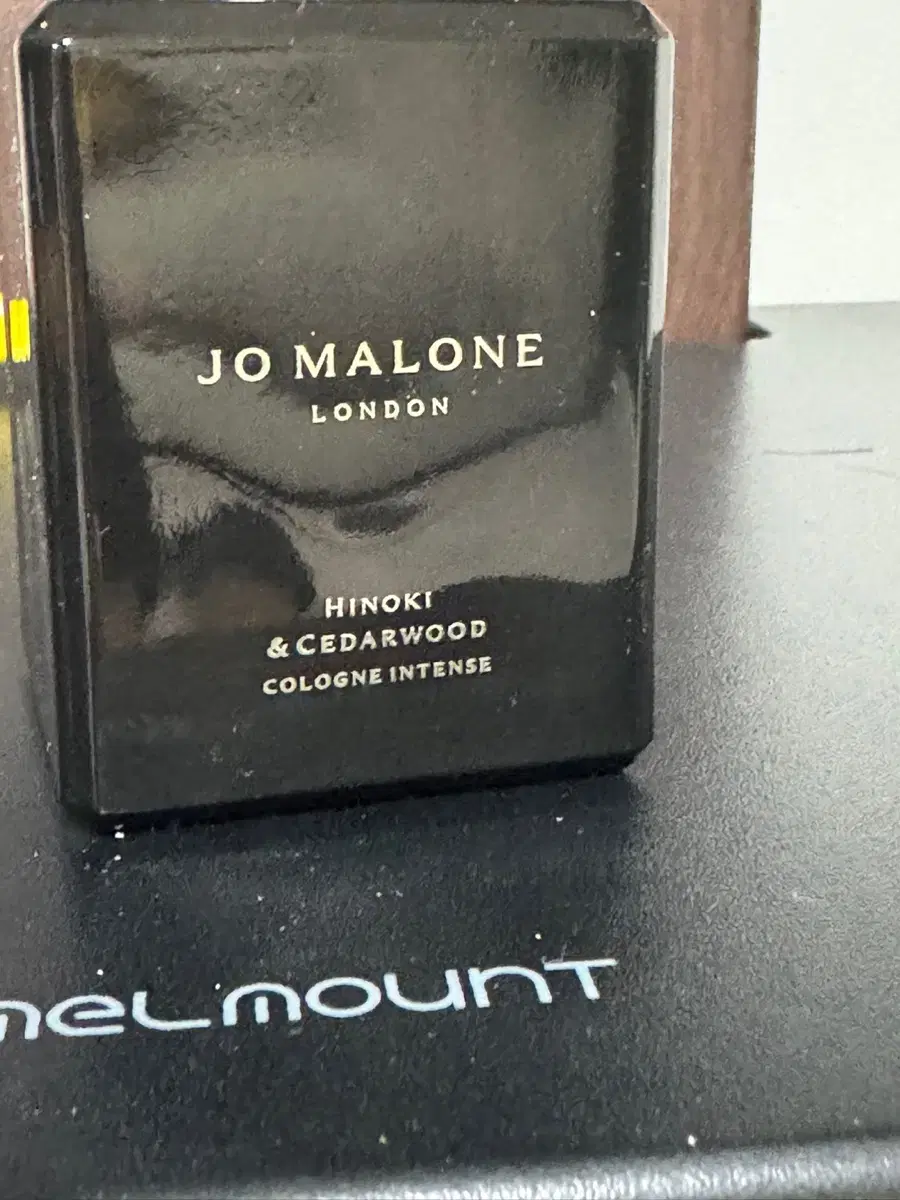 JO MALONE
LONDON
HINOKI
& CEDARWOOD
COLOGNE INTENSE
melmount